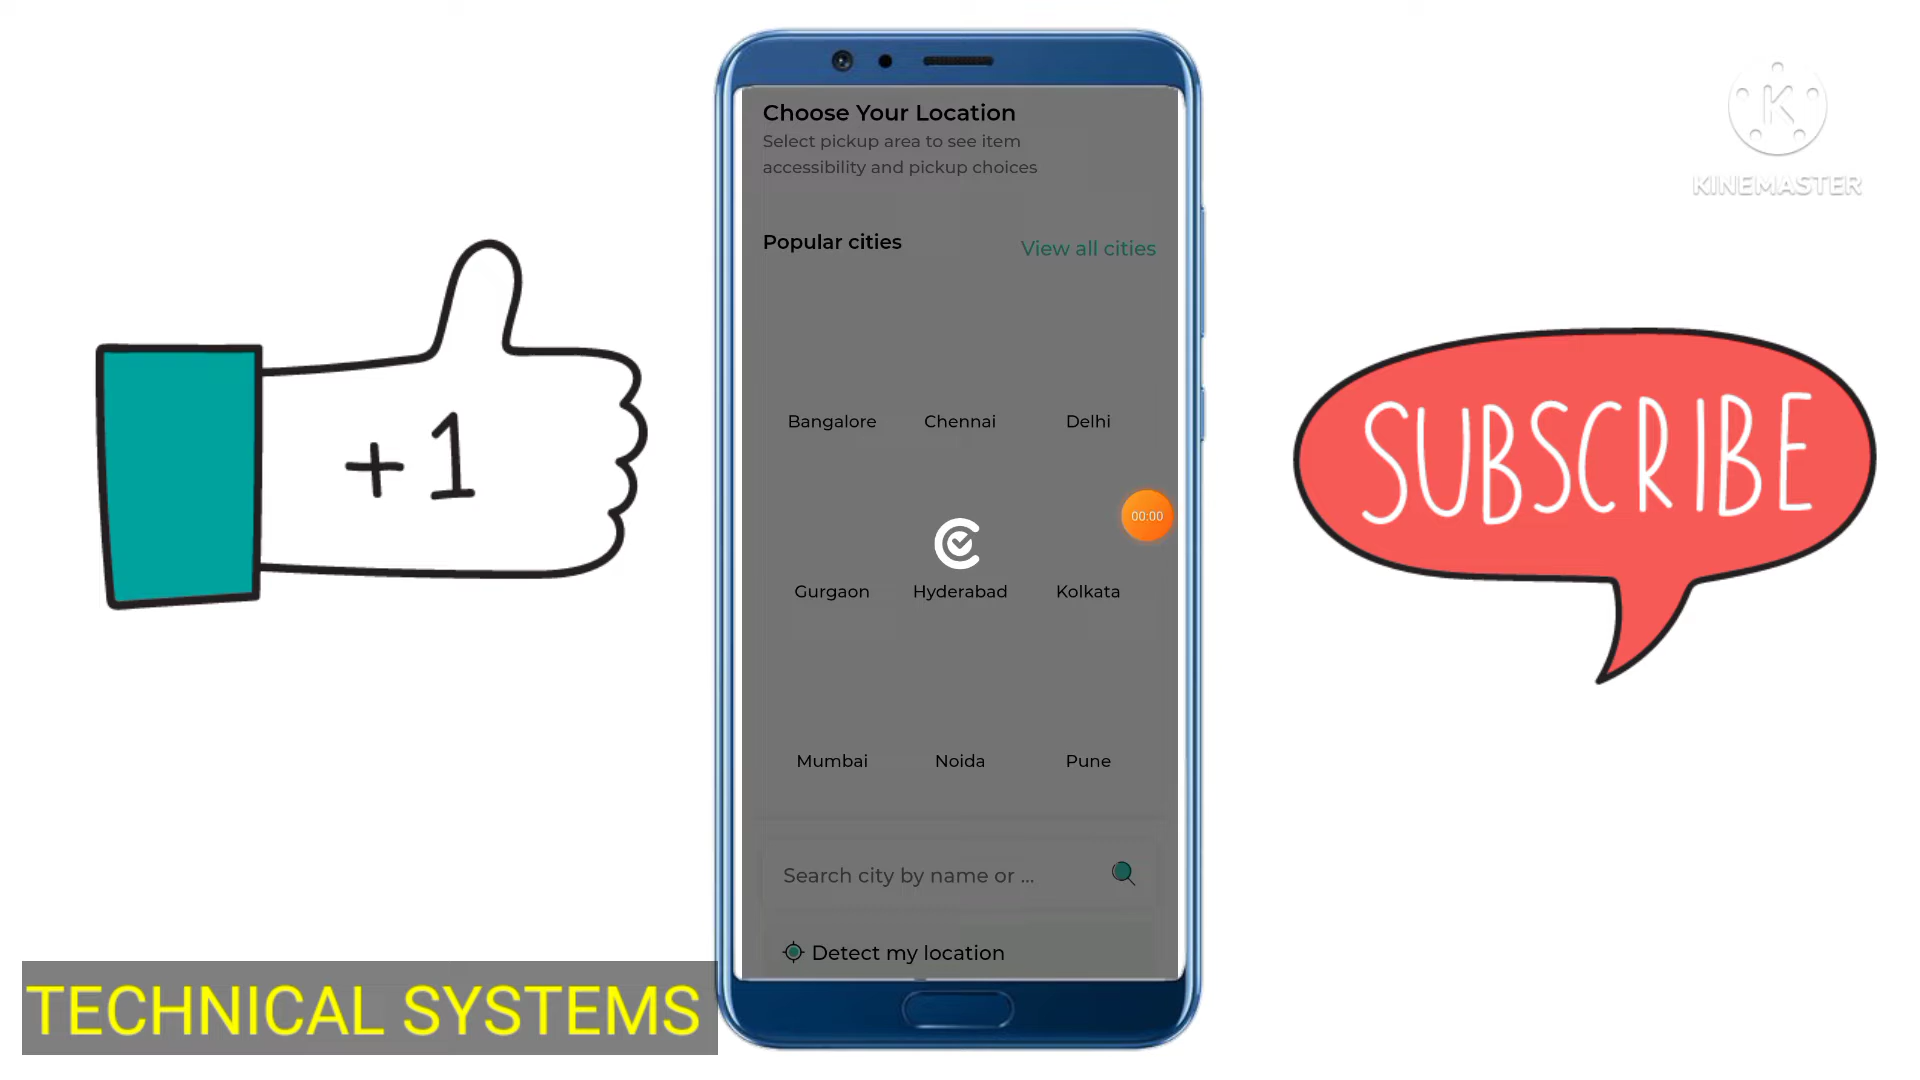 Choose Your Location
Select pickup area to see item
accessibility and pickup choices
KINEMASTER
Popular cities
View all cities
Bangalore
Chennai
Delhi
+1
SUBSCRIBE
00:00
Gurgaon
Hyderabad
Kolkata
Mumbai
Noida
Pune
Search city by name or ...
Detect my location
TECHNICAL SYSTEMS